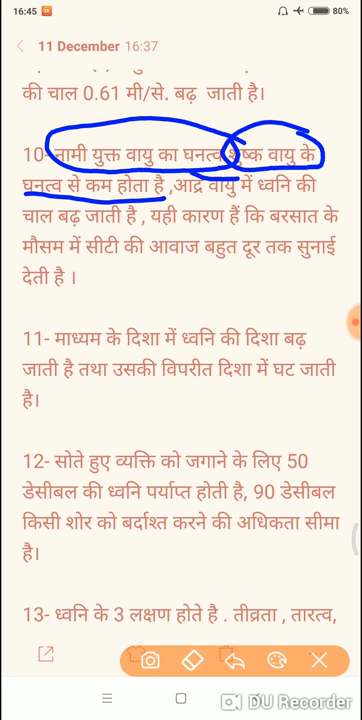 16:45
80%
11 December 16:37
की चाल 0.61 मी/से. बढ़ जाती है।
10- नामी युक्त वायु का घनत्व शुष्क वायु के
घनत्व से कम होता है ,आद्र वायु में ध्वनि की
चाल बढ़ जाती है , यही कारण हैं कि बरसात के
मौसम में सीटी की आवाज बहुत दूर तक सुनाई
देती है ।
11- माध्यम के दिशा में ध्वनि की दिशा बढ़
जाती है तथा उसकी विपरीत दिशा में घट जाती
है।
12- सोते हुए व्यक्ति को जगाने के लिए 50
डेसीबल की ध्वनि पर्याप्त होती है, 90 डेसीबल
किसी शोर को बर्दाश्त करने की अधिकता सीमा
है।
13- ध्वनि के 3 लक्षण होते है . तीव्रता , तारत्व,
DU Recorder